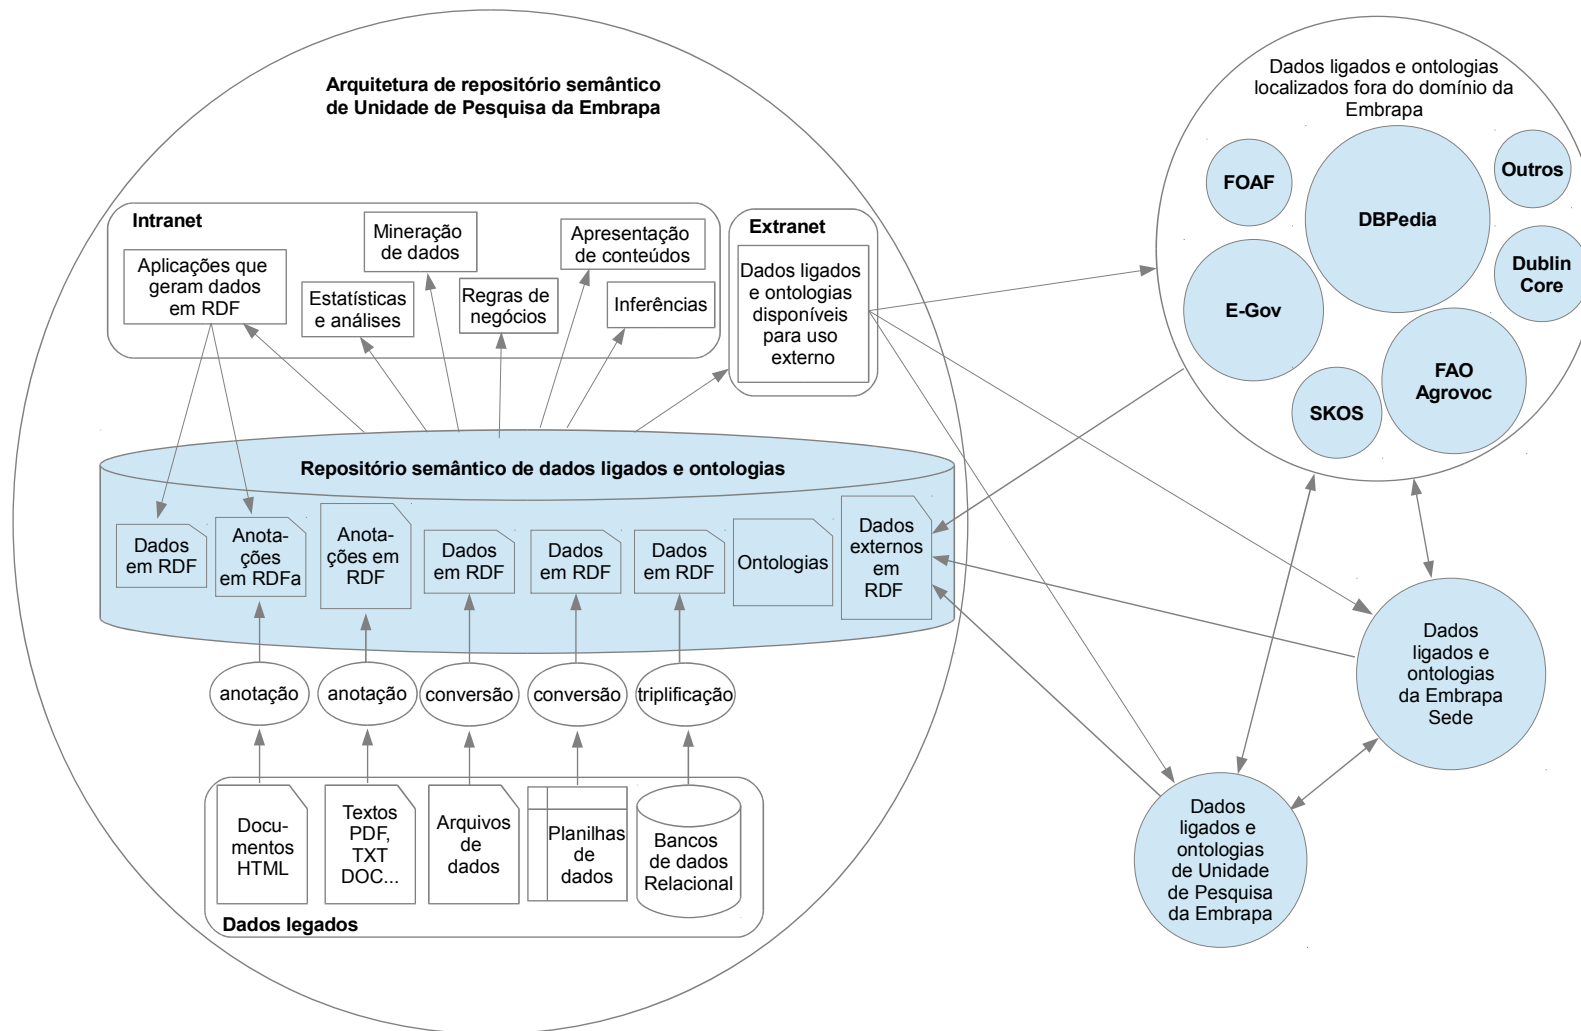 Arquitetura de repositório semântico
de Unidade de Pesquisa da Embrapa
Intranet
Aplicações que
geram dados
em RDF
Mineração
de dados
Estatísticas
e análises
Regras de
negócios
Apresentação
de conteúdos
Inferências
Extranet
Dados ligados
e ontologias
disponíveis
para uso
externo
Repositório semântico de dados ligados e ontologias
Dados
em RDF
Anota-
ções
em RDFa
Anota-
ções em
RDF
Dados
em RDF
Dados
em RDF
Dados
em RDF
Ontologias
Dados
externos
em
RDF
anotação
anotação
conversão
conversão
triplificação
Docu-
mentos
HTML
Textos
PDF,
TXT
DOC...
Arquivos
de
dados
Planilhas
de
dados
Bancos
de dados
Relacional
Dados legados
Dados ligados e ontologias
localizados fora do domínio da
Embrapa
FOAF
DBPedia
Outros
E-Gov
Dublin
Core
SKOS
FAO
Agrovoc
Dados
ligados e
ontologias
da Embrapa
Sede
Dados
ligados e
ontologias
de Unidade
de Pesquisa
da Embrapa